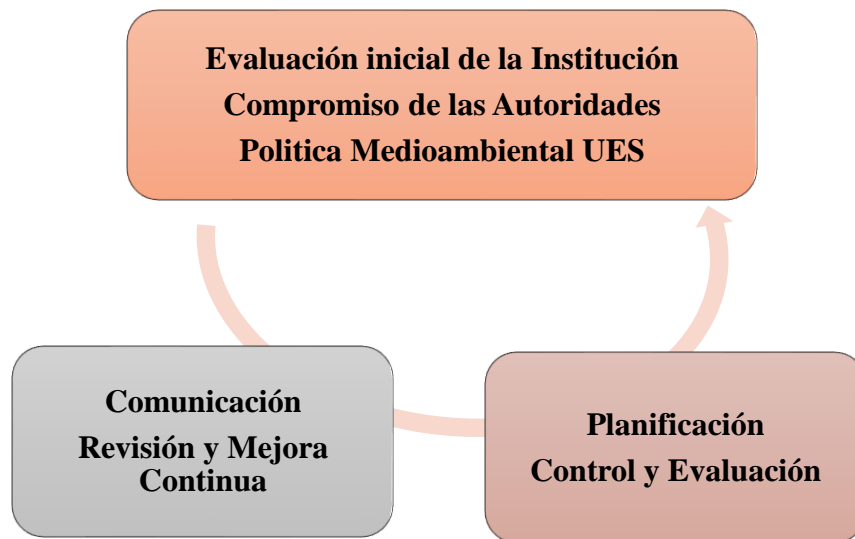 Evaluación inicial de la Institución
Compromiso de las Autoridades
Politica Medioambiental UES
Comunicación
Revisión y Mejora
Continua
Planificación
Control y Evaluación